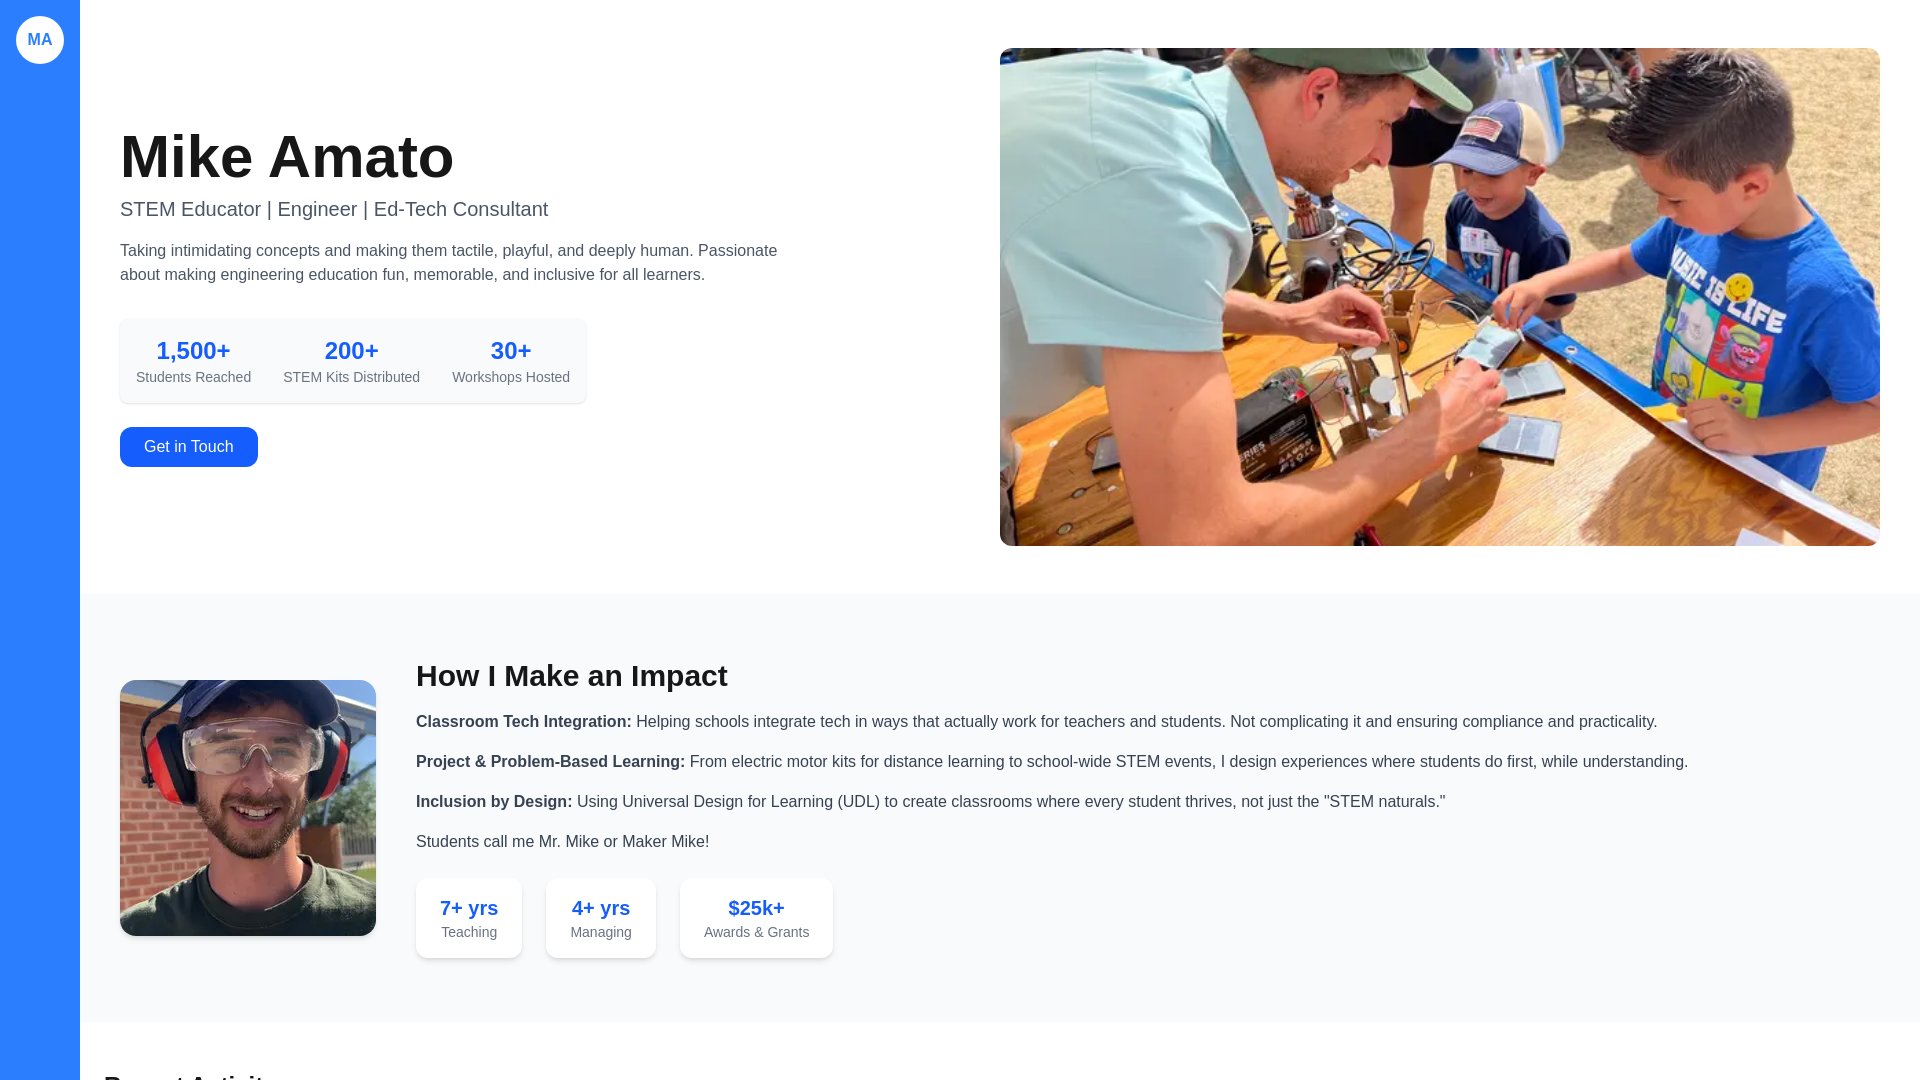 MA
Mike Amato
STEM Educator | Engineer | Ed-Tech Consultant
Taking intimidating concepts and making them tactile, playful, and deeply human. Passionate
about making engineering education fun, memorable, and inclusive for all learners.
1,500+
Students Reached
200+
STEM Kits Distributed
30+
Workshops Hosted
Get in Touch
MUSIC IS LIFE
How I Make an Impact
Classroom Tech Integration: Helping schools integrate tech in ways that actually work for teachers and students. Not complicating it and ensuring compliance and practicality.
Project & Problem-Based Learning: From electric motor kits for distance learning to school-wide STEM events, I design experiences where students do first, while understanding.
Inclusion by Design: Using Universal Design for Learning (UDL) to create classrooms where every student thrives, not just the "STEM naturals."
Students call me Mr. Mike or Maker Mike!
7+ yrs
Teaching
4+ yrs
Managing
$25k+
Awards & Grants